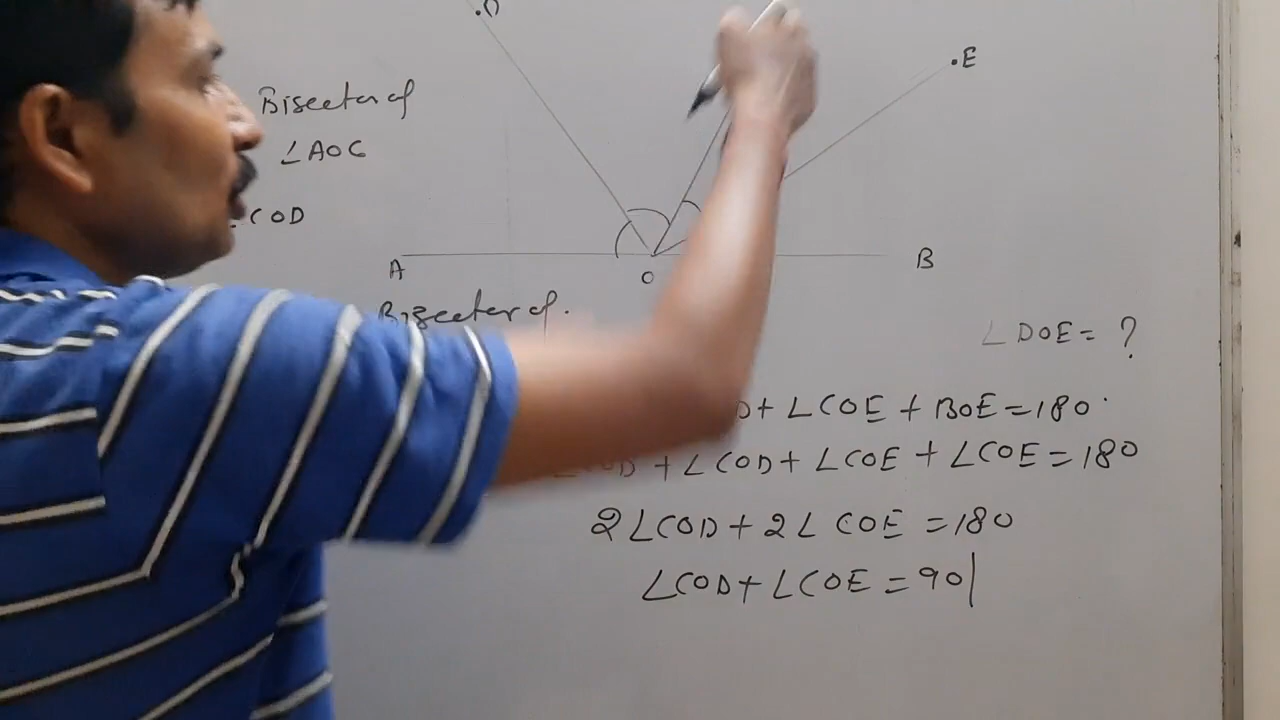 D
.E
Bisector of
∠AOC
COD
A
O
B
Bisector of.
∠DOE = ?
D + ∠COE + BOE = 180
OD + ∠COD + ∠COE + ∠COE = 180
2∠COD + 2∠COE = 180
∠COD + ∠COE = 90